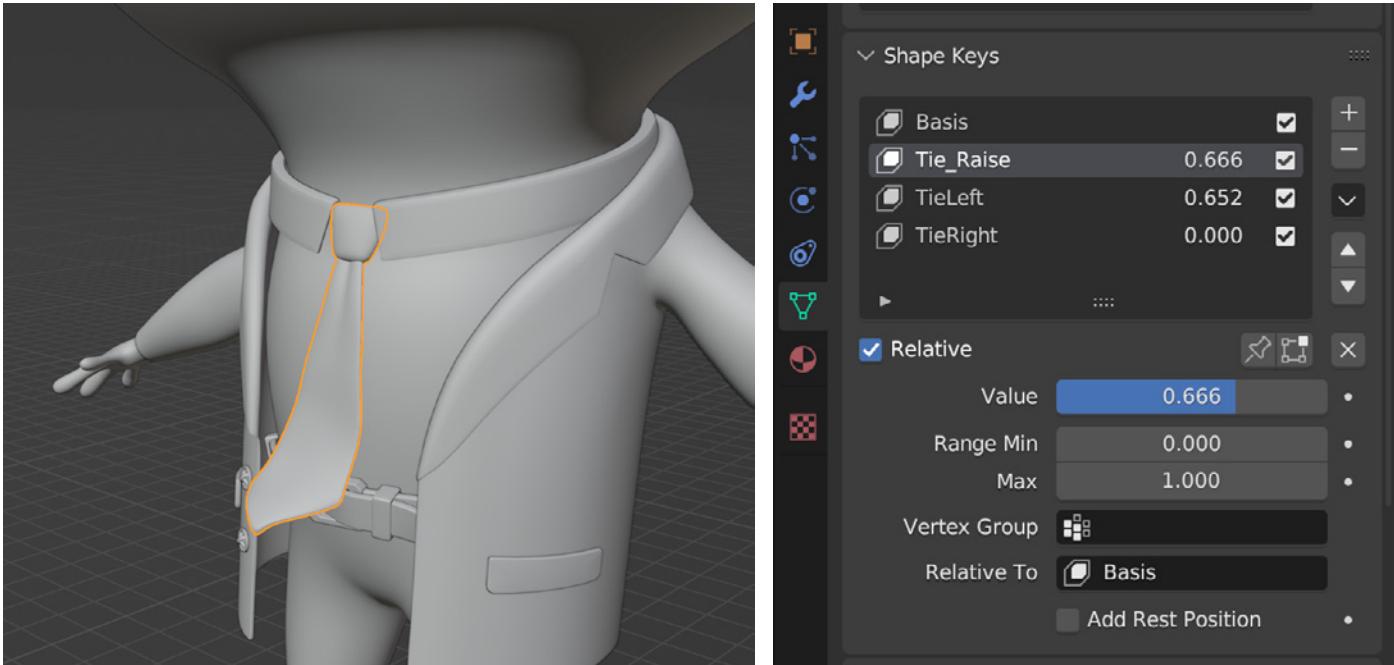 Shape Keys
Basis
Tie_Raise 0.666
TieLeft 0.652
TieRight 0.000
Relative
Value 0.666
Range Min 0.000
Max 1.000
Vertex Group
Relative To Basis
Add Rest Position